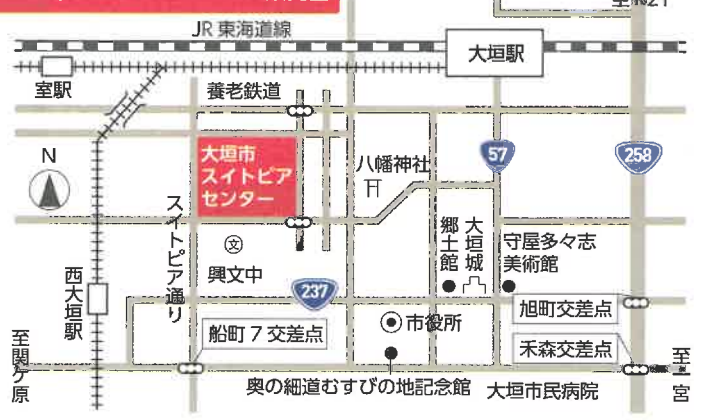 JR東海道線
大垣駅
室駅
養老鉄道
大垣市
スイトピア
センター
八幡神社
57
258
N
スイトピア通り
郷土館
大垣城
守屋多々志
美術館
文
興文中
237
西大垣駅
旭町交差点
市役所
船町7交差点
禾森交差点
至関ケ原
至一宮
奥の細道むすびの地記念館
大垣市民病院